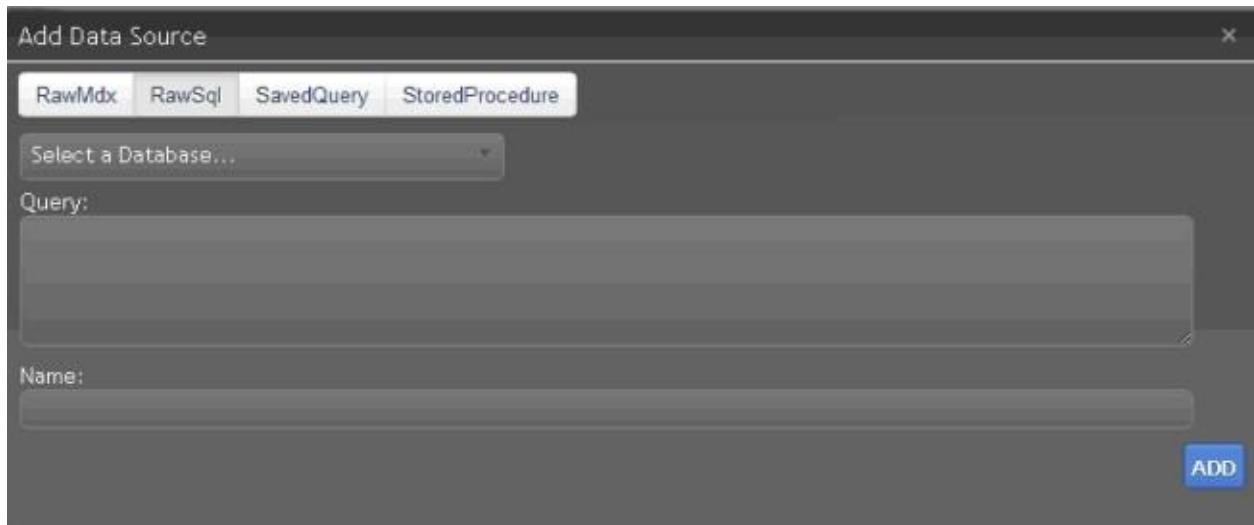 Add Data Source ×
RawMdx RawSql SavedQuery StoredProcedure
Select a Database...
Query:
Name:
ADD